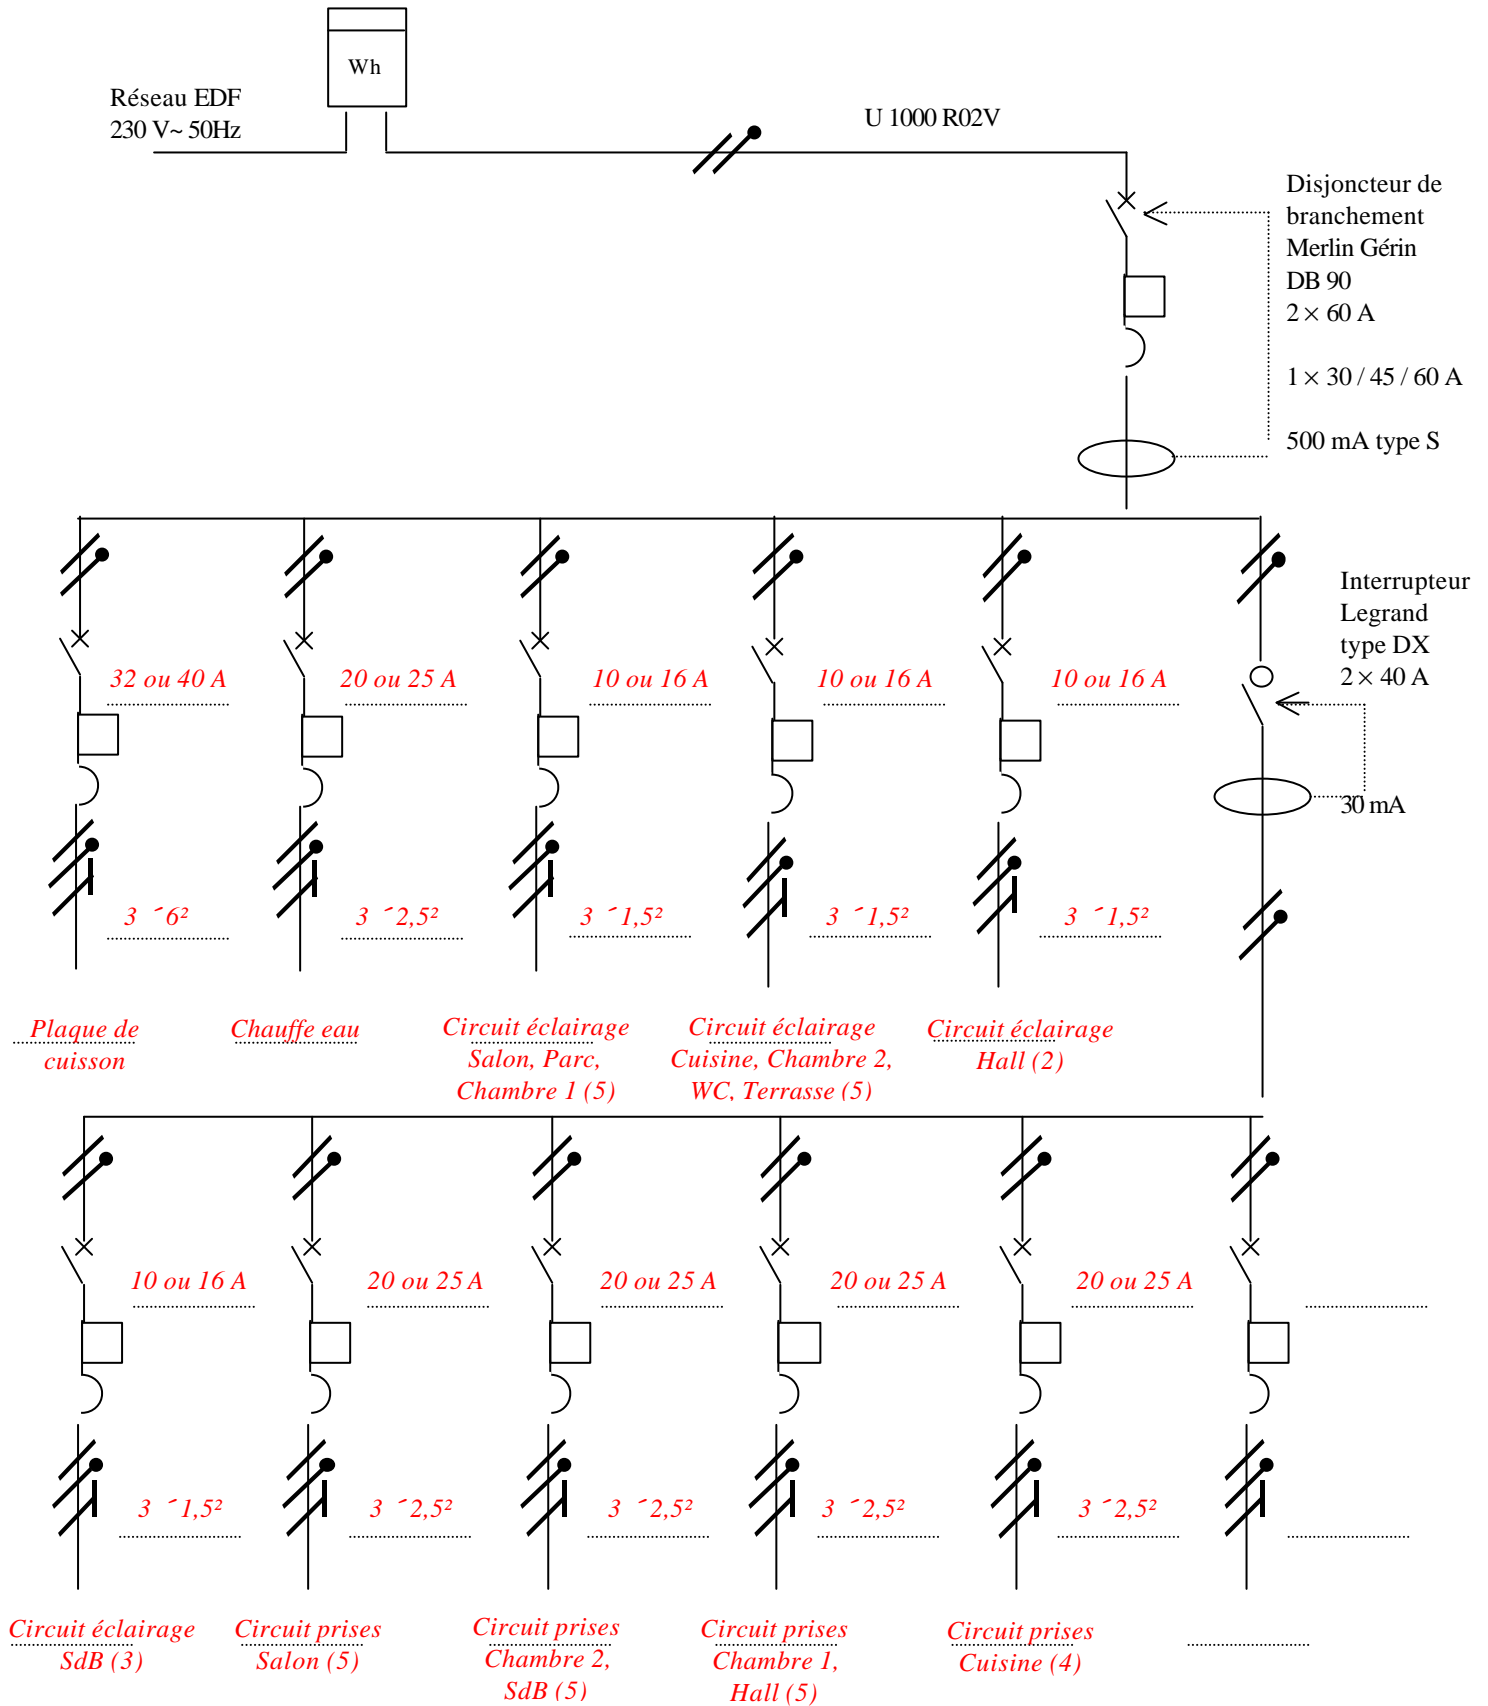 Wh
Réseau EDF
230 V~ 50Hz
U 1000 R02V
Disjoncteur de
branchement
Merlin Gérin
DB 90
2 × 60 A
1 × 30 / 45 / 60 A
500 mA type S
Interrupteur
Legrand
type DX
2 × 40 A
30 mA
32 ou 40 A
20 ou 25 A
10 ou 16 A
10 ou 16 A
10 ou 16 A
3 ´6²
3 ´2,5²
3 ´1,5²
3 ´1,5²
3 ´1,5²
Plaque de
cuisson
Chauffe eau
Circuit éclairage
Salon, Parc,
Chambre 1 (5)
Circuit éclairage
Cuisine, Chambre 2,
WC, Terrasse (5)
Circuit éclairage
Hall (2)
10 ou 16 A
20 ou 25 A
20 ou 25 A
20 ou 25 A
20 ou 25 A
3 ´1,5²
3 ´2,5²
3 ´2,5²
3 ´2,5²
3 ´2,5²
Circuit éclairage
SdB (3)
Circuit prises
Salon (5)
Circuit prises
Chambre 2,
SdB (5)
Circuit prises
Chambre 1,
Hall (5)
Circuit prises
Cuisine (4)